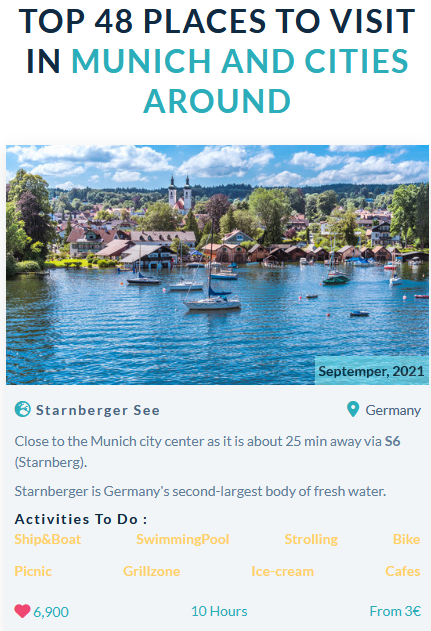 TOP 48 PLACES TO VISIT
IN MUNICH AND CITIES
AROUND
Septemper, 2021
Starnberger See Germany
Close to the Munich city center as it is about 25 min away via S6
(Starnberg).
Starnberger is Germany's second-largest body of fresh water.
Activities To Do :
Ship&Boat SwimmingPool Strolling Bike
Picnic Grillzone Ice-cream Cafes
6,900 10 Hours From 3€